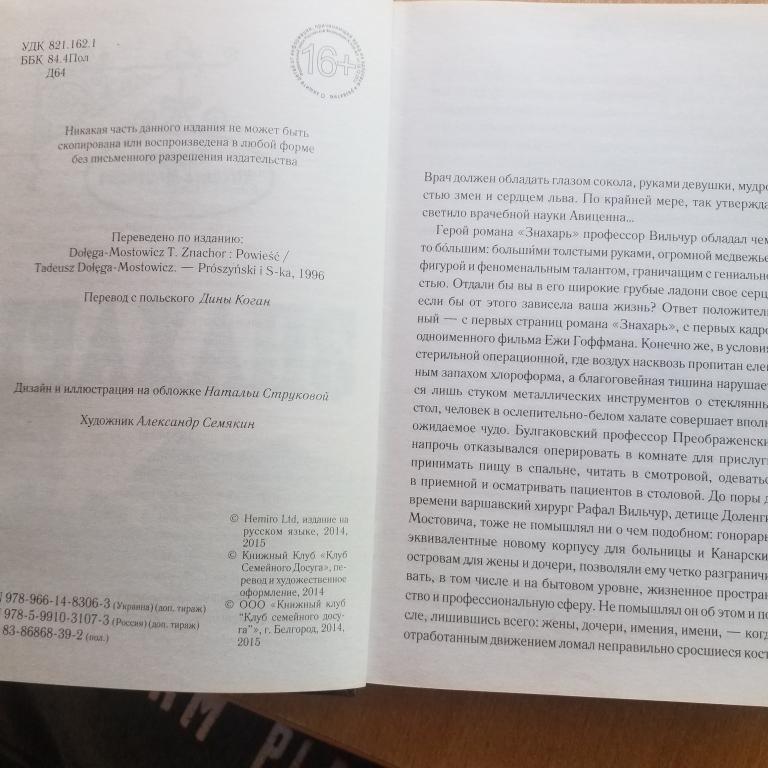 УДК 821.162.1
ББК 84.4Пол
Д64
16+
Никакая часть данного издания не может быть
скопирована или воспроизведена в любой форме
без письменного разрешения издательства
Переведено по изданию:
Dołęga-Mostowicz T. Znachor : Powieść /
Tadeusz Dołęga-Mostowicz. — Prószyński i S-ka, 1996
Перевод с польского Дины Коган
Дизайн и иллюстрация на обложке Натальи Струковой
Художник Александр Семякин
© Hemiro Ltd, издание на
русском языке, 2014,
2015
© Книжный Клуб «Клуб
Семейного Досуга», пе-
ревод и художественное
оформление, 2014
© ООО «Книжный клуб
"Клуб семейного досу-
га"», г. Белгород, 2014,
2015
978-966-14-8306-3 (Украина) (доп. тираж)
978-5-9910-3107-3 (Россия) (доп. тираж)
83-86868-39-2 (пол.)
Врач должен обладать глазом сокола, руками девушки, мудро
стью змеи и сердцем льва. По крайней мере, так утвержда
светило врачебной науки Авиценна...
Герой романа «Знахарь» профессор Вильчур обладал чем
то бо́льшим: больши́ми толстыми руками, огромной медвежье
фигурой и феноменальным талантом, граничащим с гениально
стью. Отдали бы вы в его широкие грубые ладони свое серд
если бы от этого зависела ваша жизнь? Ответ положител
ный — с первых страниц романа «Знахарь», с первых кадро
одноименного фильма Ежи Гоффмана. Конечно же, в условия
стерильной операционной, где воздух насквозь пропитан еле
ным запахом хлороформа, а благоговейная тишина нарушает
ся лишь стуком металлических инструментов о стеклянны
стол, человек в ослепительно-белом халате совершает вполн
ожидаемое чудо. Булгаковский профессор Преображенски
напрочь отказывался оперировать в комнате для прислуг
принимать пищу в спальне, читать в смотровой, одеватьс
в приемной и осматривать пациентов в столовой. До поры д
времени варшавский хирург Рафал Вильчур, детище Доленги
Мостовича, тоже не помышлял ни о чем подобном: гонорары
эквивалентные новому корпусу для больницы и Канарски
островам для жены и дочери, позволяли ему четко разграничи
вать, в том числе и на бытовом уровне, жизненное простран
ство и профессиональную сферу. Не помышлял он об этом и по
сле, лишившись всего: жены, дочери, имения, имени, — когд
отработанным движением ломал неправильно сросшиеся кост